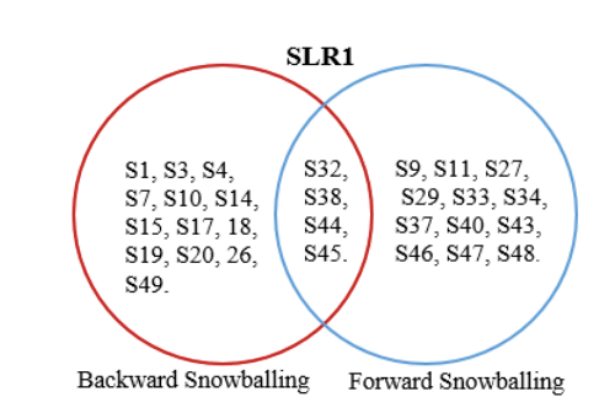 SLR1
S1, S3, S4,
S7, S10, S14,
S15, S17, 18,
S19, S20, 26,
S49.
S32,
S38,
S44,
S45.
S9, S11, S27,
S29, S33, S34,
S37, S40, S43,
S46, S47, S48.
Backward Snowballing
Forward Snowballing